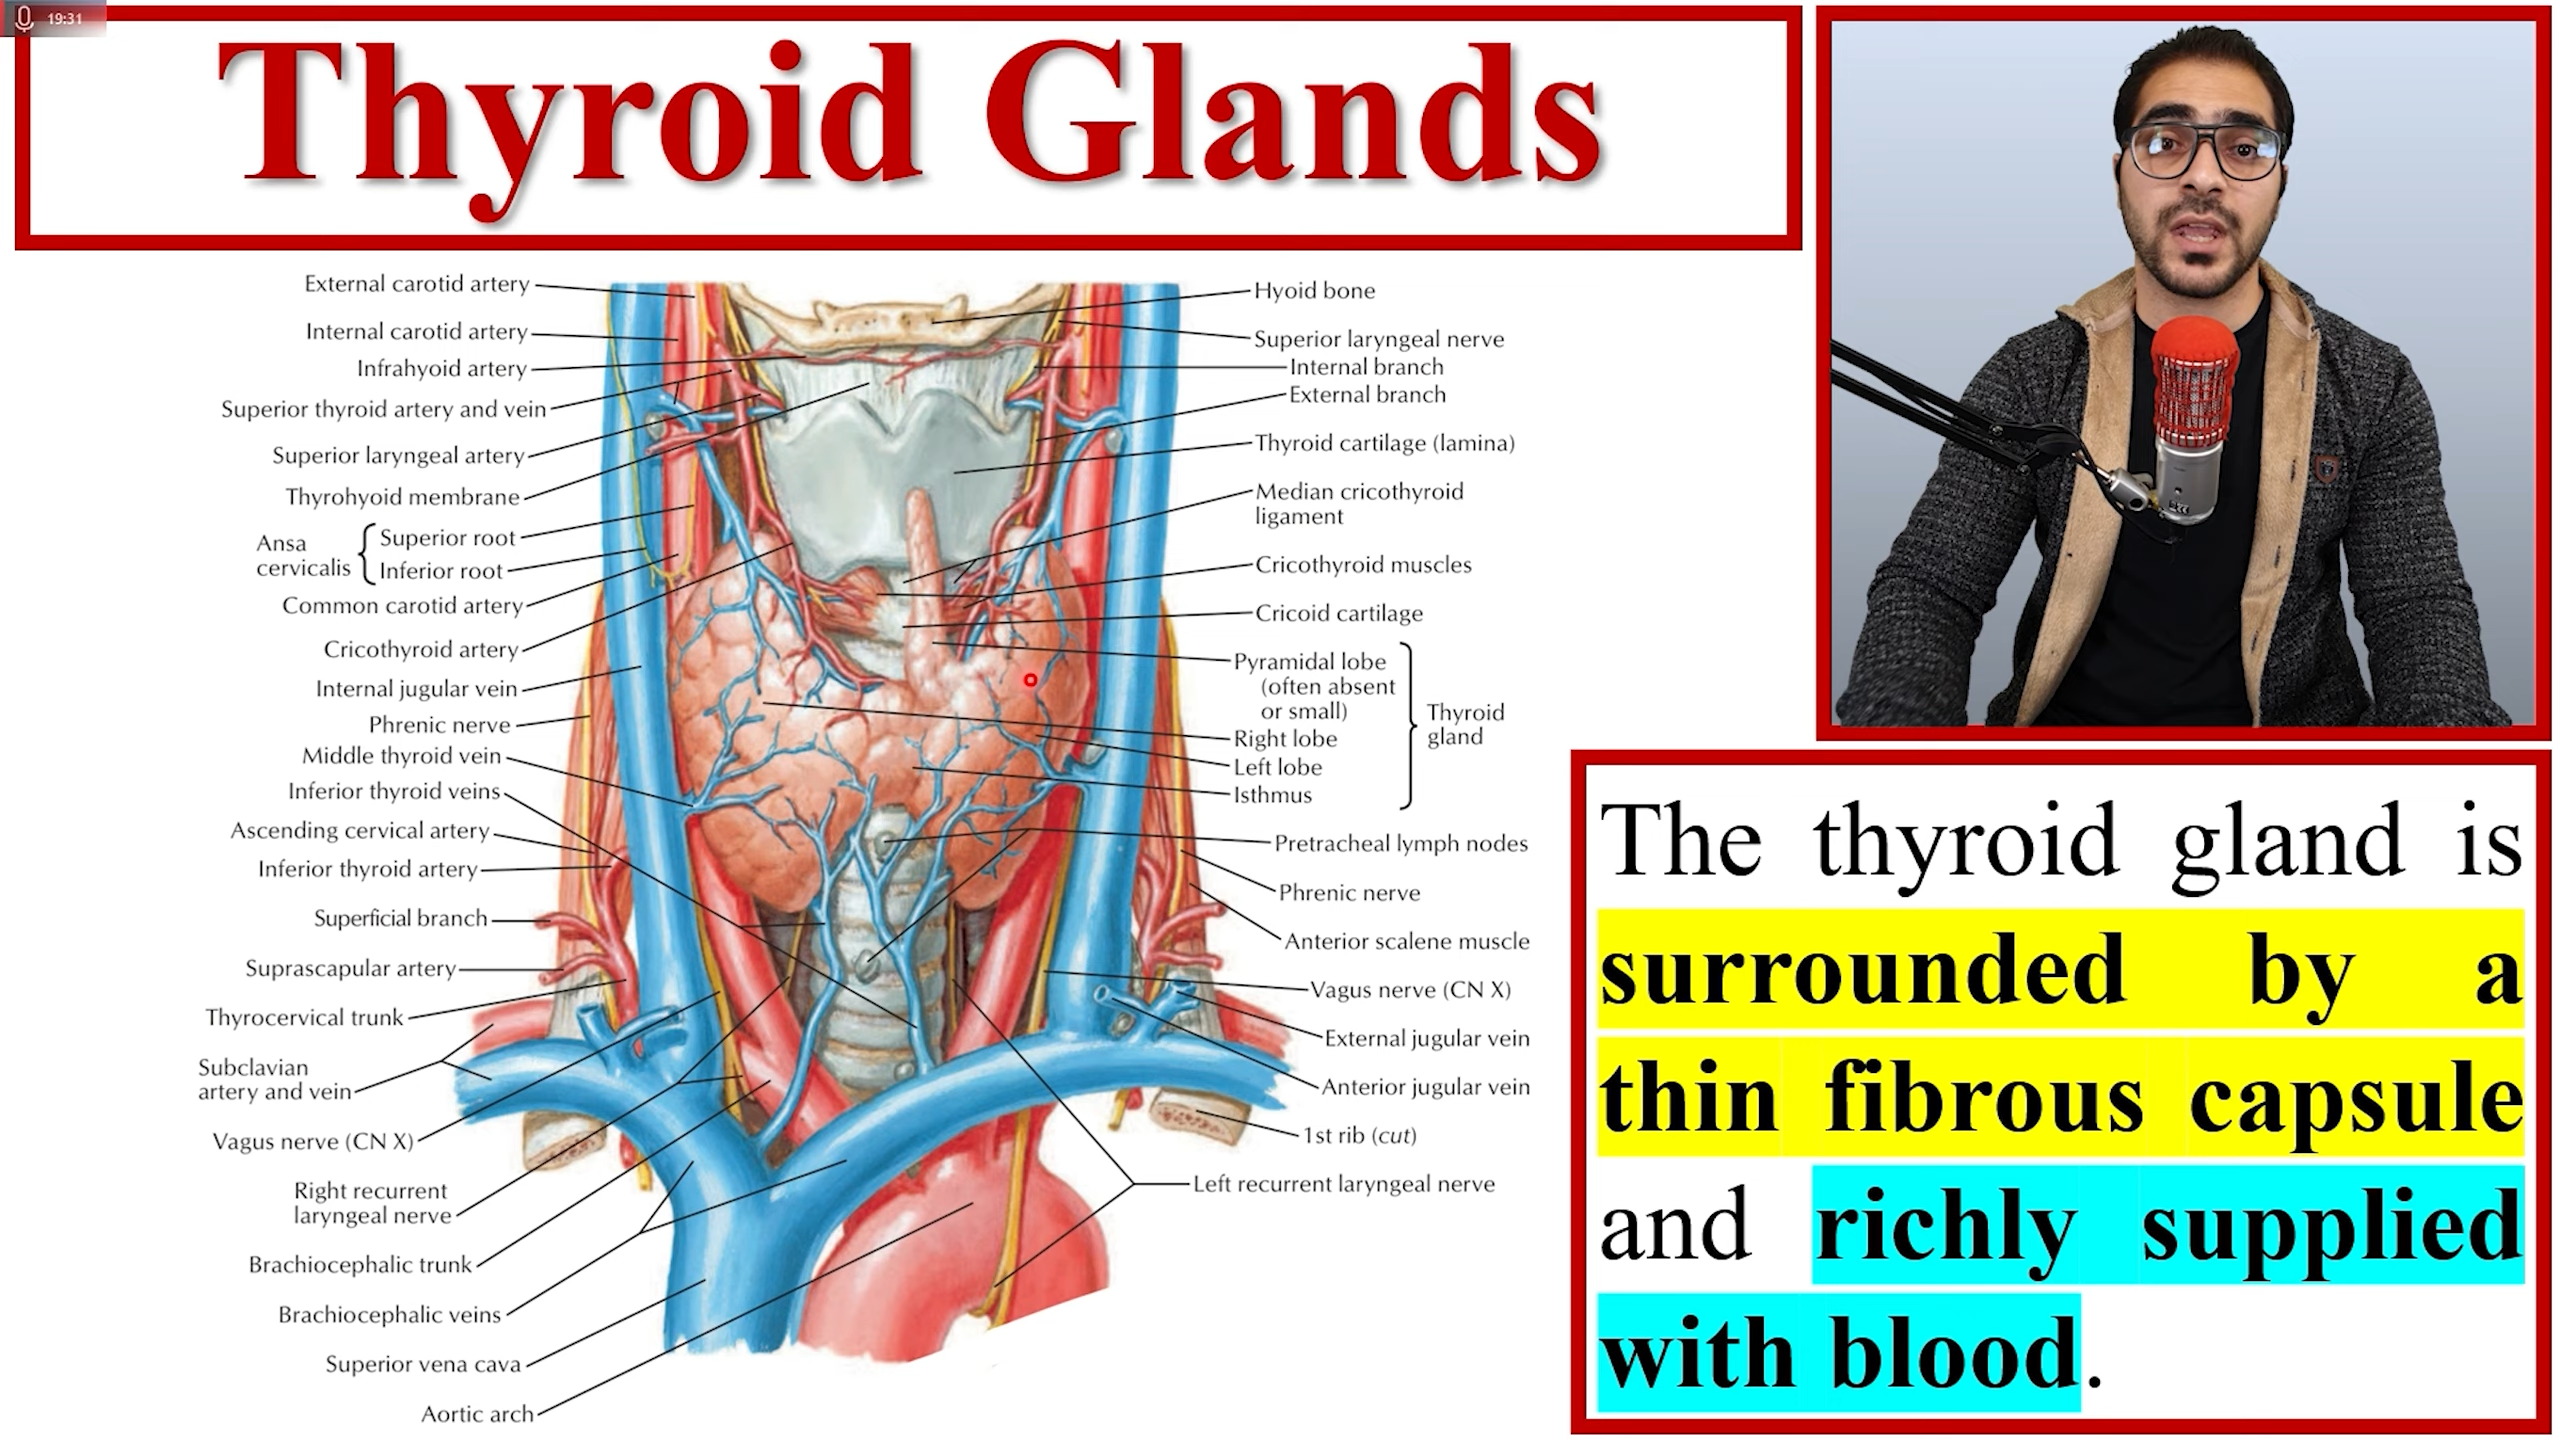 19:31
Thyroid Glands
External carotid artery
Internal carotid artery
Infrahyoid artery
Superior thyroid artery and vein
Superior laryngeal artery
Thyrohyoid membrane
Ansa
cervicalis
Superior root
Inferior root
Common carotid artery
Cricothyroid artery
Internal jugular vein
Phrenic nerve
Middle thyroid vein
Inferior thyroid veins
Ascending cervical artery
Inferior thyroid artery
Superficial branch
Suprascapular artery
Thyrocervical trunk
Subclavian
artery and vein
Vagus nerve (CN X)
Right recurrent
laryngeal nerve
Brachiocephalic trunk
Brachiocephalic veins
Superior vena cava
Aortic arch
Hyoid bone
Superior laryngeal nerve
Internal branch
External branch
Thyroid cartilage (lamina)
Median cricothyroid
ligament
Cricothyroid muscles
Cricoid cartilage
Pyramidal lobe
(often absent
or small)
Right lobe
Left lobe
Isthmus
Thyroid
gland
Pretracheal lymph nodes
Phrenic nerve
Anterior scalene muscle
Vagus nerve (CN X)
External jugular vein
Anterior jugular vein
1st rib (cut)
Left recurrent laryngeal nerve
The thyroid gland is
surrounded by a
thin fibrous capsule
and richly supplied
with blood.